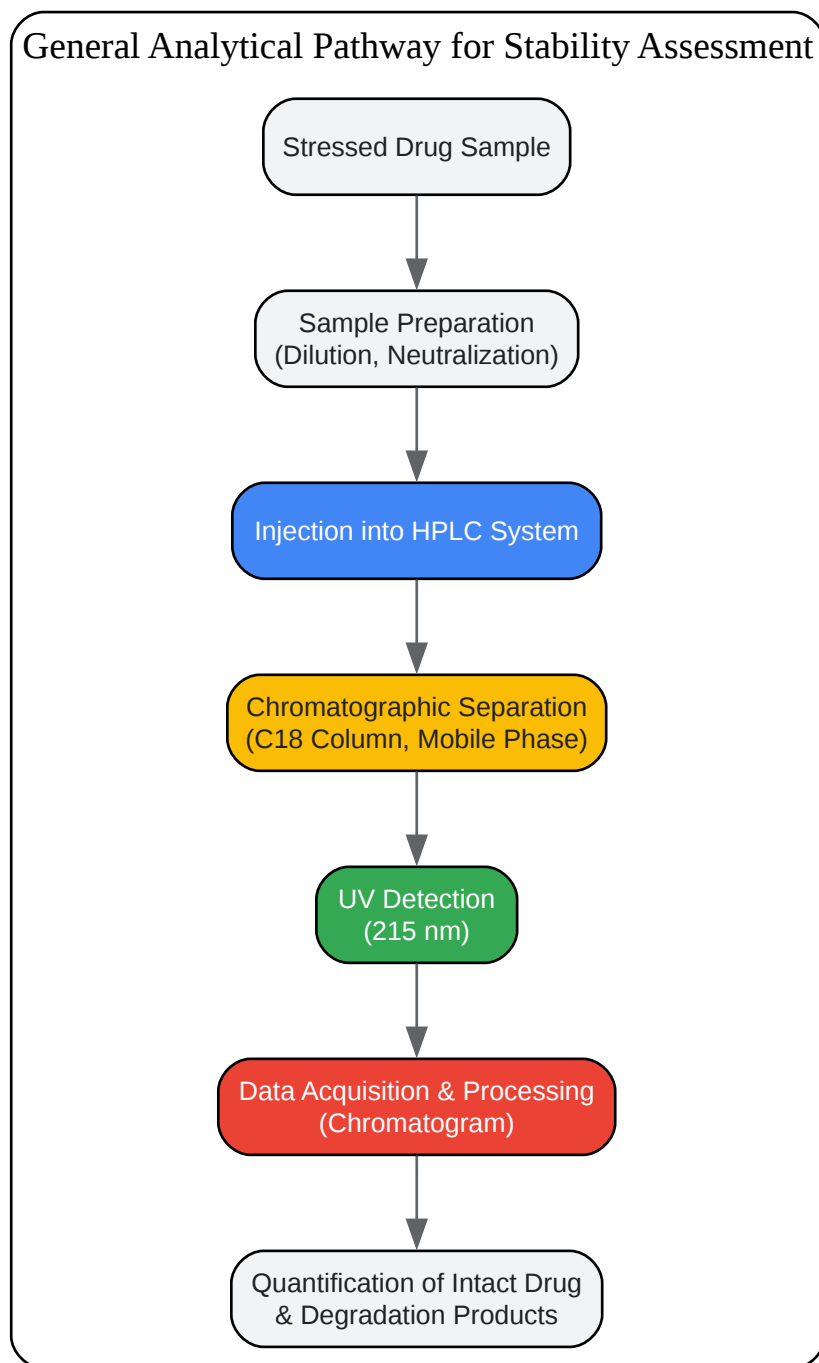 General Analytical Pathway for Stability Assessment
Stressed Drug Sample
Sample Preparation
(Dilution, Neutralization)
Injection into HPLC System
Chromatographic Separation
(C18 Column, Mobile Phase)
UV Detection
(215 nm)
Data Acquisition & Processing
(Chromatogram)
Quantification of Intact Drug
& Degradation Products